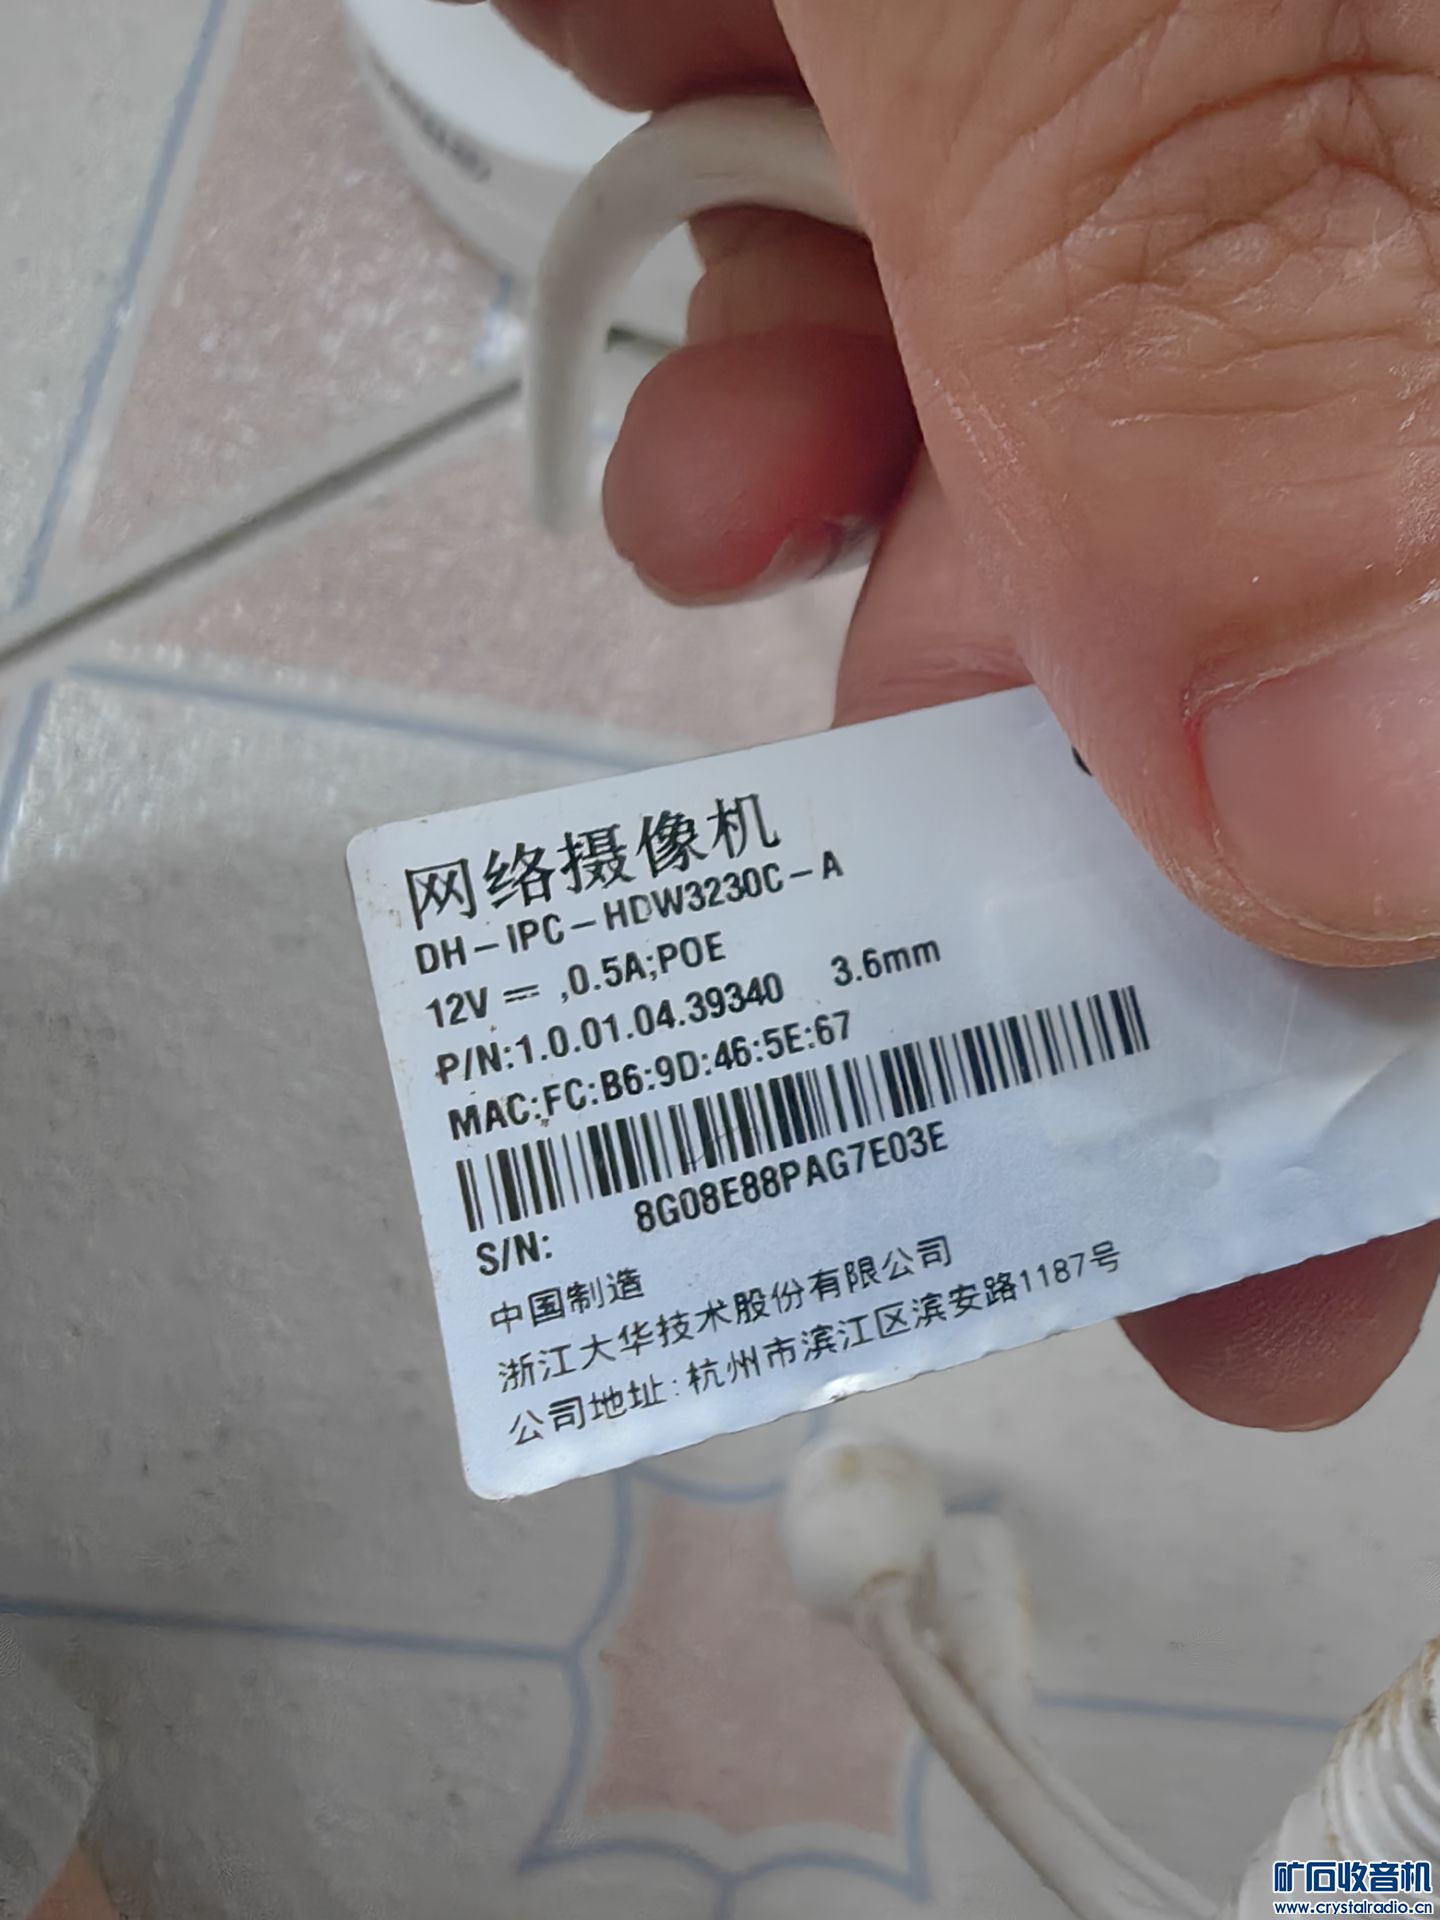 网络摄像机
DH-IPC-HDW3230C-A
12V ⎓ ,0.5A;POE
P/N:1.0.01.04.39340 3.6mm
MAC:FC:B6:9D:46:5E:67
S/N: 8G08E88PAG7E03E
中国制造
浙江大华技术股份有限公司
公司地址:杭州市滨江区滨安路1187号
矿石收音机
www.crystalradio.cn